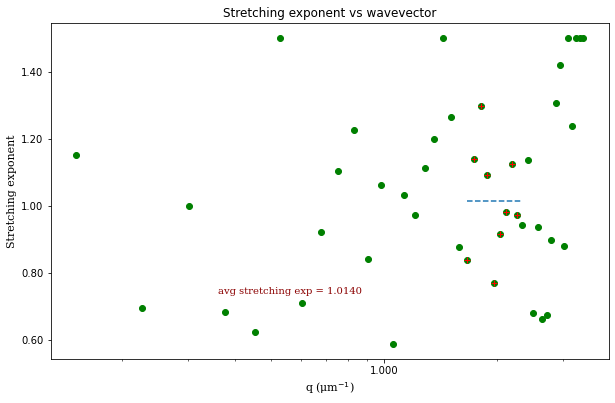 Stretching exponent vs wavevector
Stretching exponent
1.40
1.20
1.00
0.80
0.60
avg stretching exp = 1.0140
1.000
q (μm⁻¹)